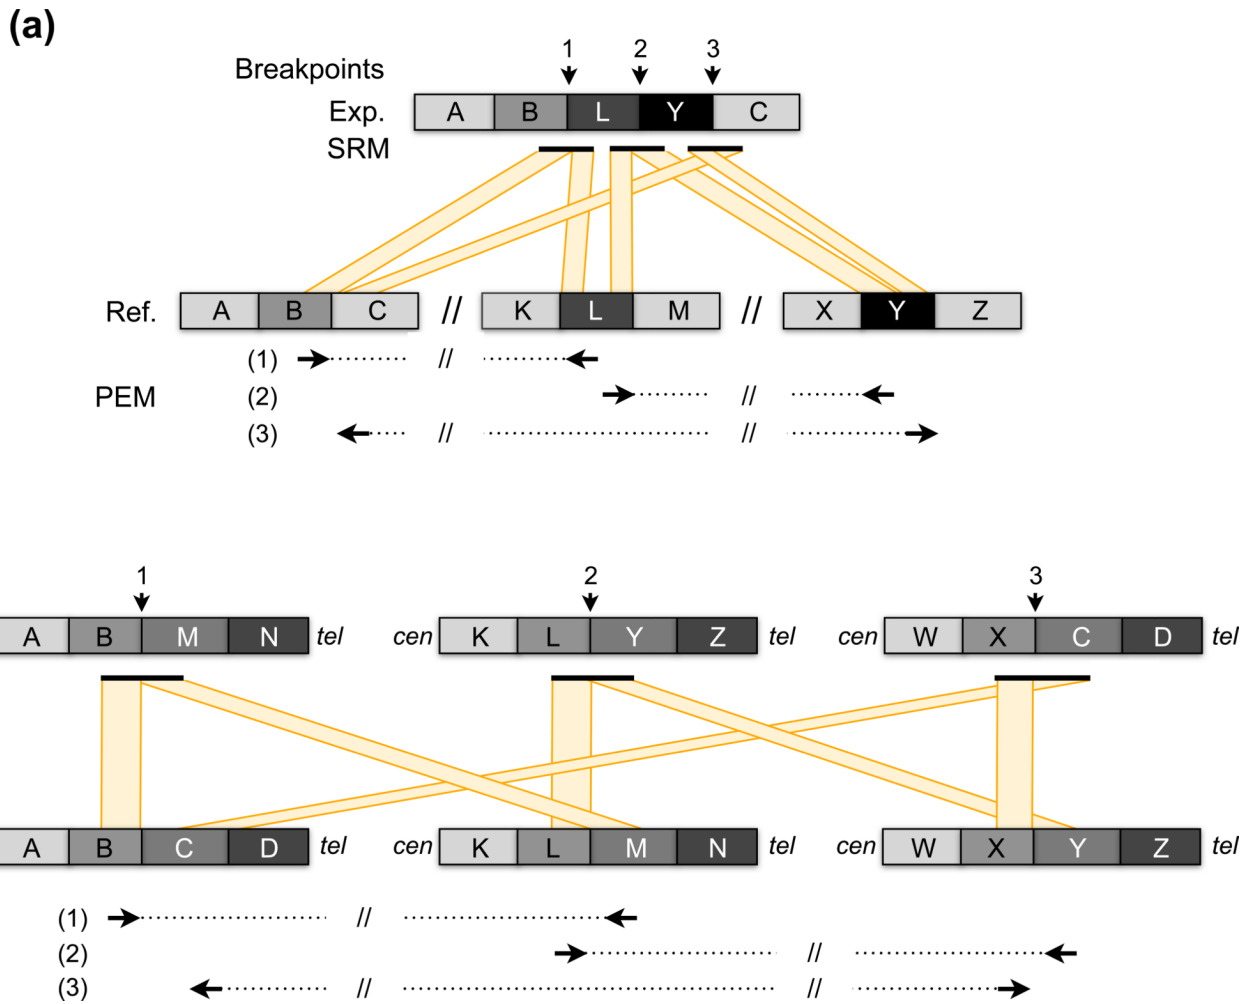 (a)
1 2 3
Breakpoints
Exp. A B L Y C
SRM
Ref. A B C // K L M // X Y Z
(1) //
PEM (2) //
(3) // //
1 2 3
A B M N tel cen K L Y Z tel cen W X C D tel
A B C D tel cen K L M N tel cen W X Y Z tel
(1) //
(2) //
(3) // //